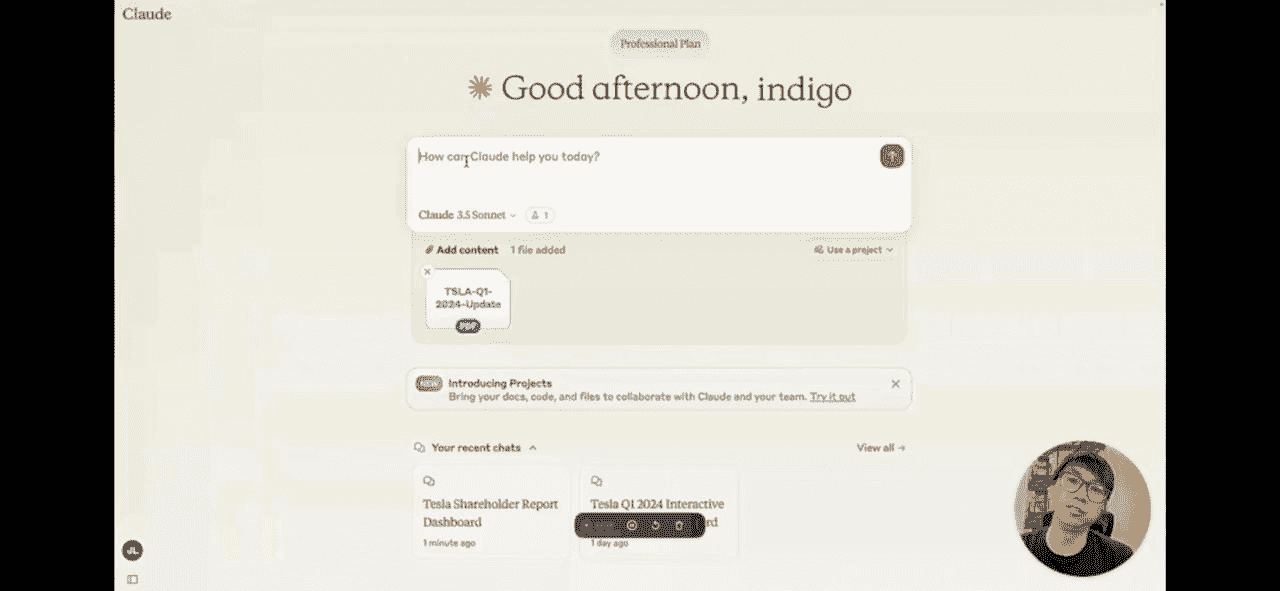 Claude
Professional Plan
Good afternoon, indigo
How can Claude help you today?
Claude 3.5 Sonnet
1
Add content 1 file added
Use a project
TSLA-Q1-
2024-Update
PDF
NEW
Introducing Projects
Bring your docs, code, and files to collaborate with Claude and your team. Try it out
Your recent chats
View all →
Tesla Shareholder Report
Dashboard
1 minute ago
Tesla Q1 2024 Interactive
rd
1 day ago
JL